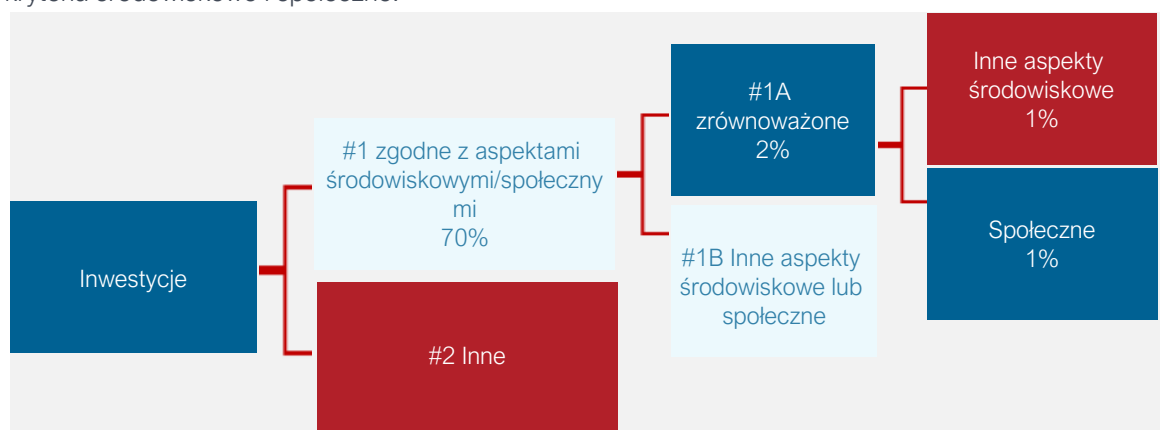 Inwestycje
#1 zgodne z aspektami
środowiskowymi/społeczny
mi
70%
#2 Inne
#1A
zrównoważone
2%
#1B Inne aspekty
środowiskowe lub
społeczne
Inne aspekty
środowiskowe
1%
Społeczne
1%